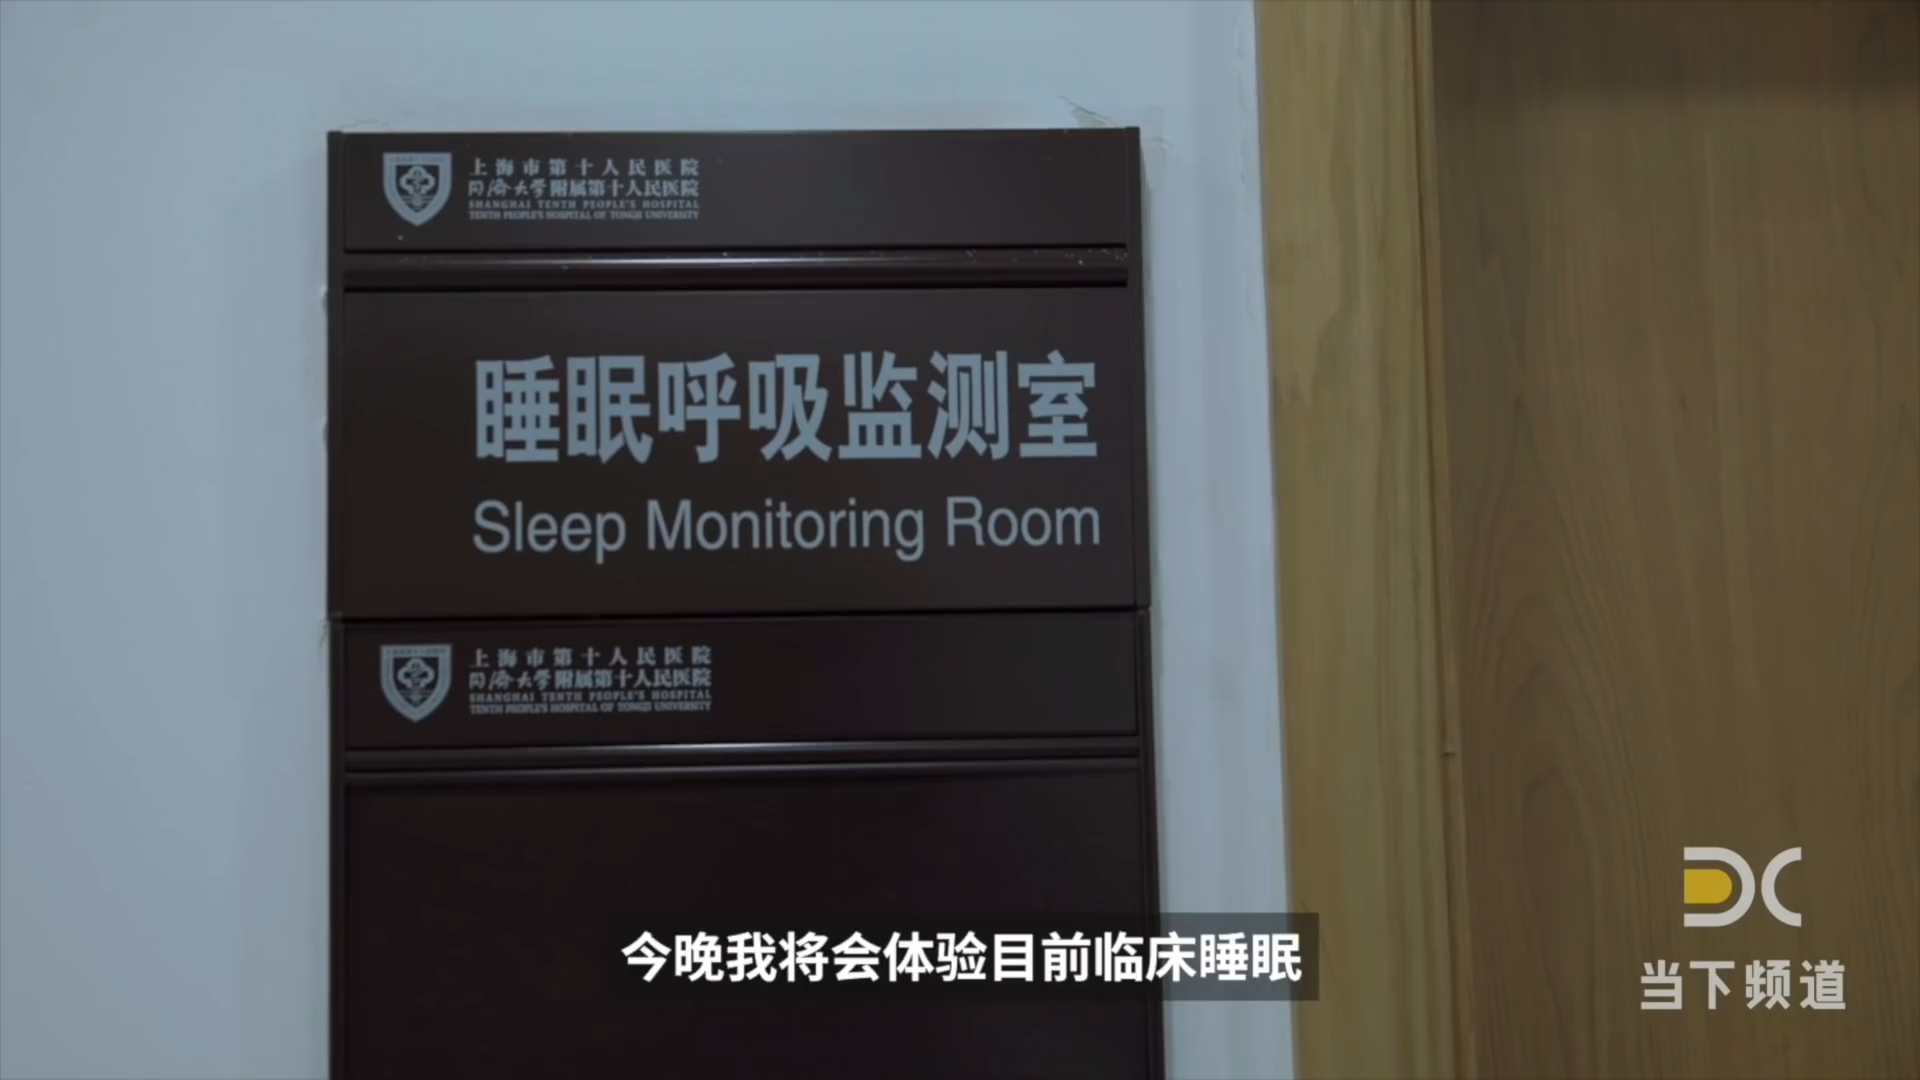 上海市第十人民医院
同济大学附属第十人民医院
SHANGHAI TENTH PEOPLE'S HOSPITAL
TENTH PEOPLE'S HOSPITAL OF TONGJI UNIVERSITY
睡眠呼吸监测室
Sleep Monitoring Room
上海市第十人民医院
同济大学附属第十人民医院
SHANGHAI TENTH PEOPLE'S HOSPITAL
TENTH PEOPLE'S HOSPITAL OF TONGJI UNIVERSITY
今晚我将会体验目前临床睡眠
DC
当下频道